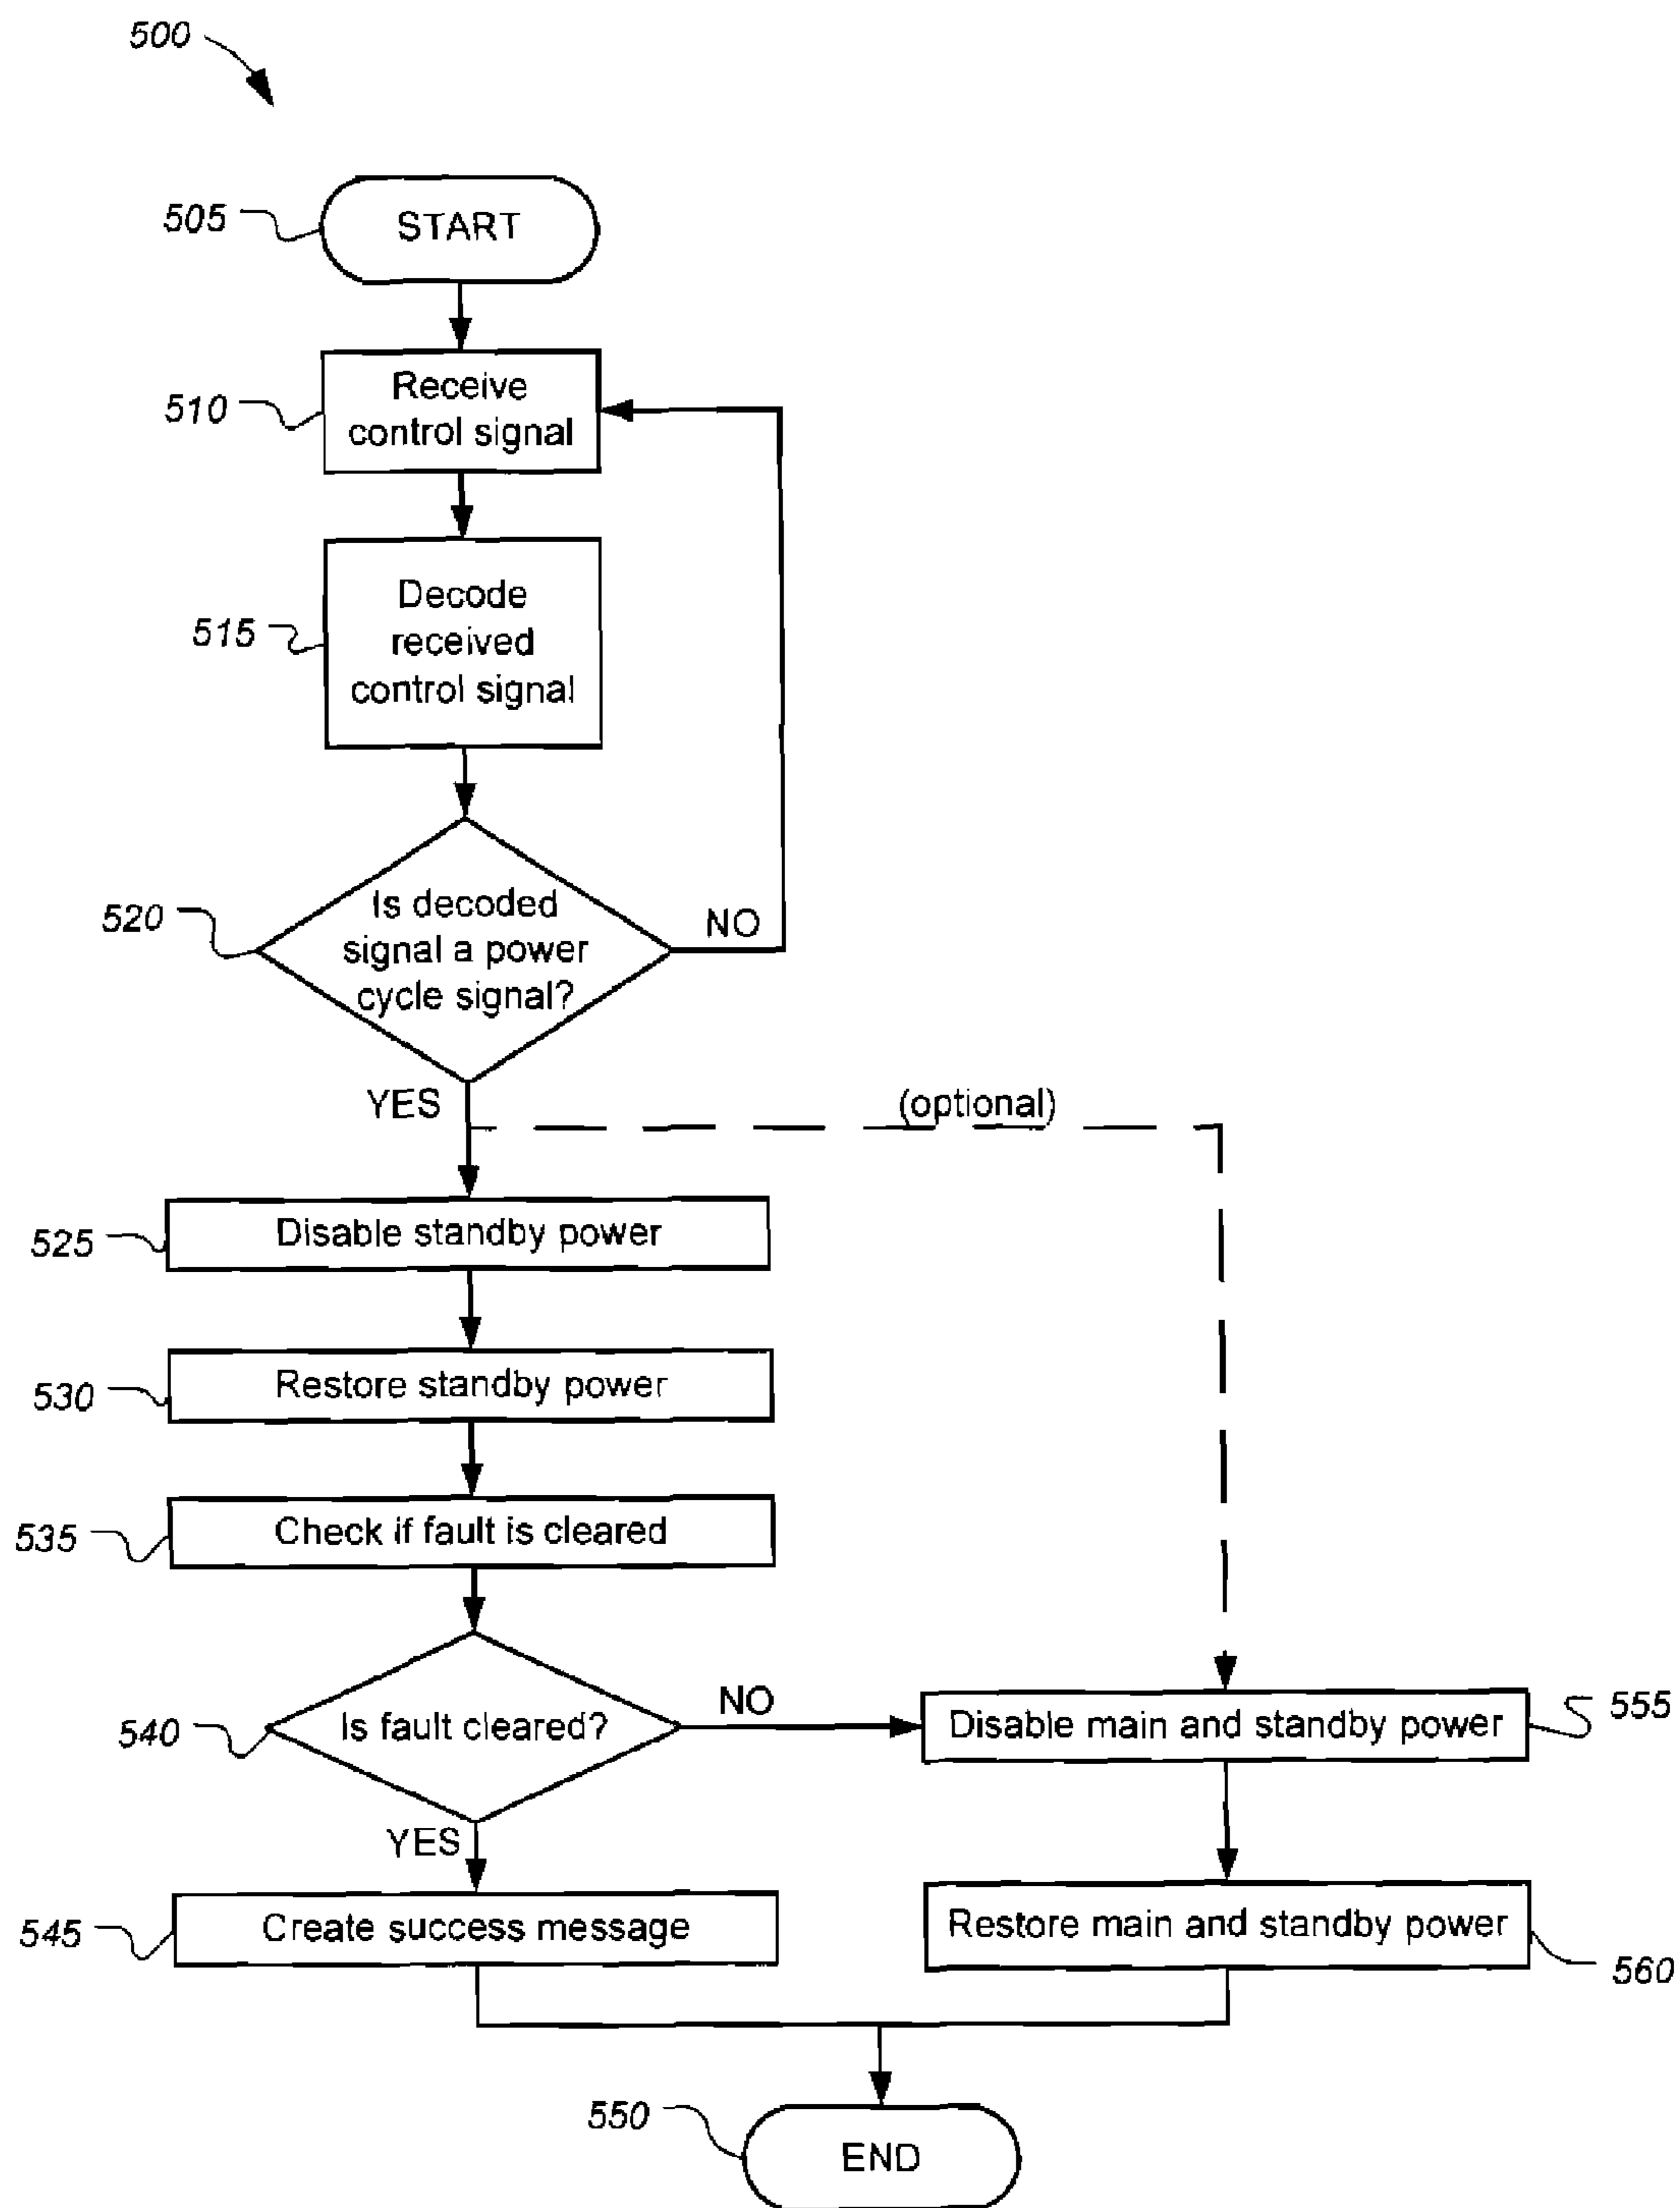 500
505
START
510
Receive
control signal
515
Decode
received
control signal
520
Is decoded
signal a power
cycle signal?
NO
YES
(optional)
525
Disable standby power
530
Restore standby power
535
Check if fault is cleared
540
Is fault cleared?
NO
Disable main and standby power
555
YES
545
Create success message
Restore main and standby power
560
550
END